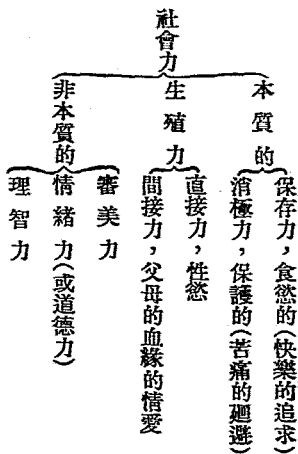 社會力
本質的
保存力，食慾的（快樂的追求）
消極力，保護的（苦痛的廻避）
生殖力
直接力，性慾
間接力，父母的血緣的情愛
非本質的
審美力
情緒力（或道德力）
理智力